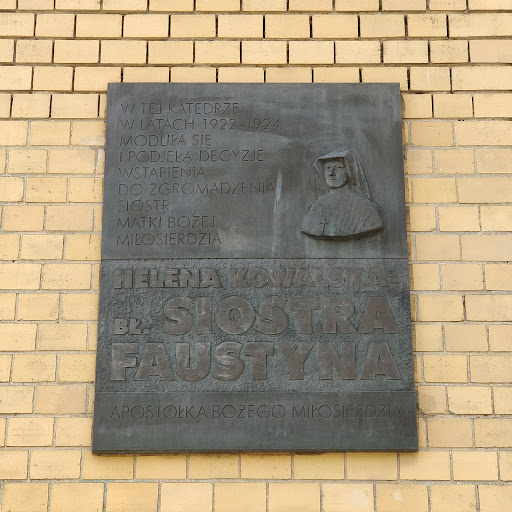 W TEJ KATEDRZE
W LATACH 1922-1924
MODLIŁA SIĘ
I PODJĘŁA DECYZJĘ
WSTĄPIENIA
DO ZGROMADZENIA
SIÓSTR
MATKI BOŻEJ
MIŁOSIERDZIA
HELENA KOWALSKA
BŁ. SIOSTRA
FAUSTYNA
APOSTOŁKA BOŻEGO MIŁOSIERDZIA